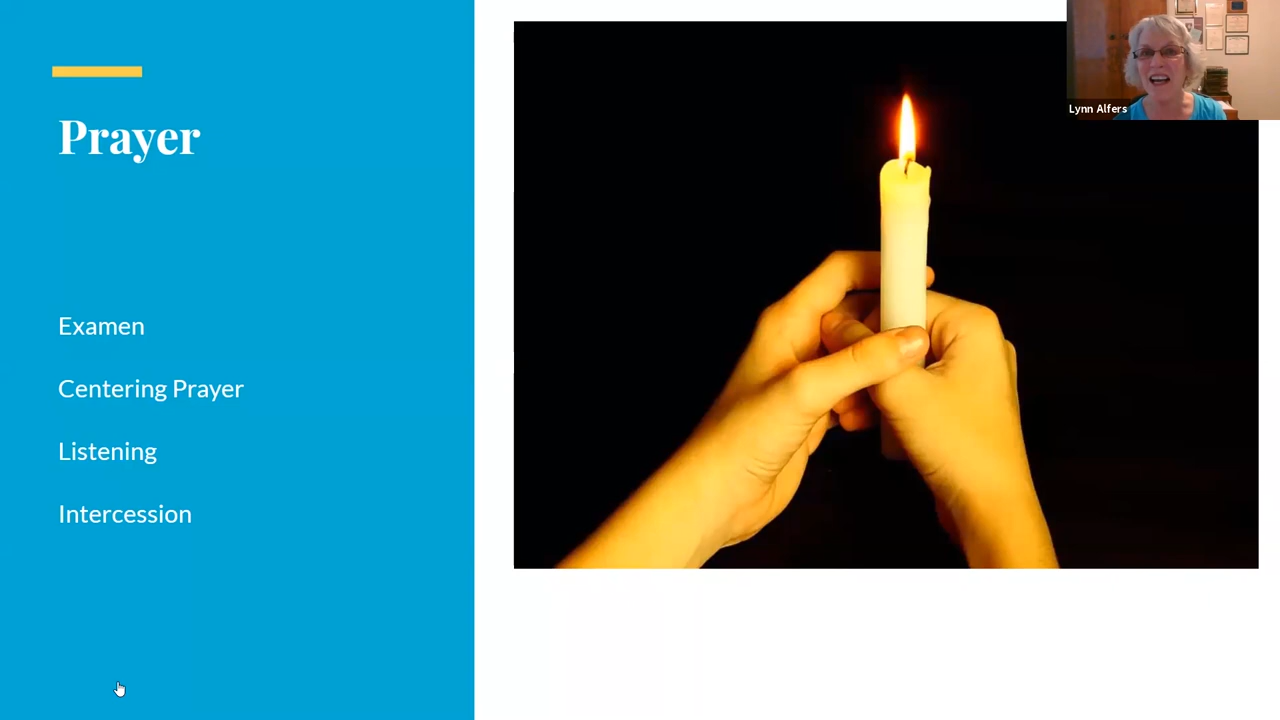 Prayer
Examen
Centering Prayer
Listening
Intercession
Lynn Alfers